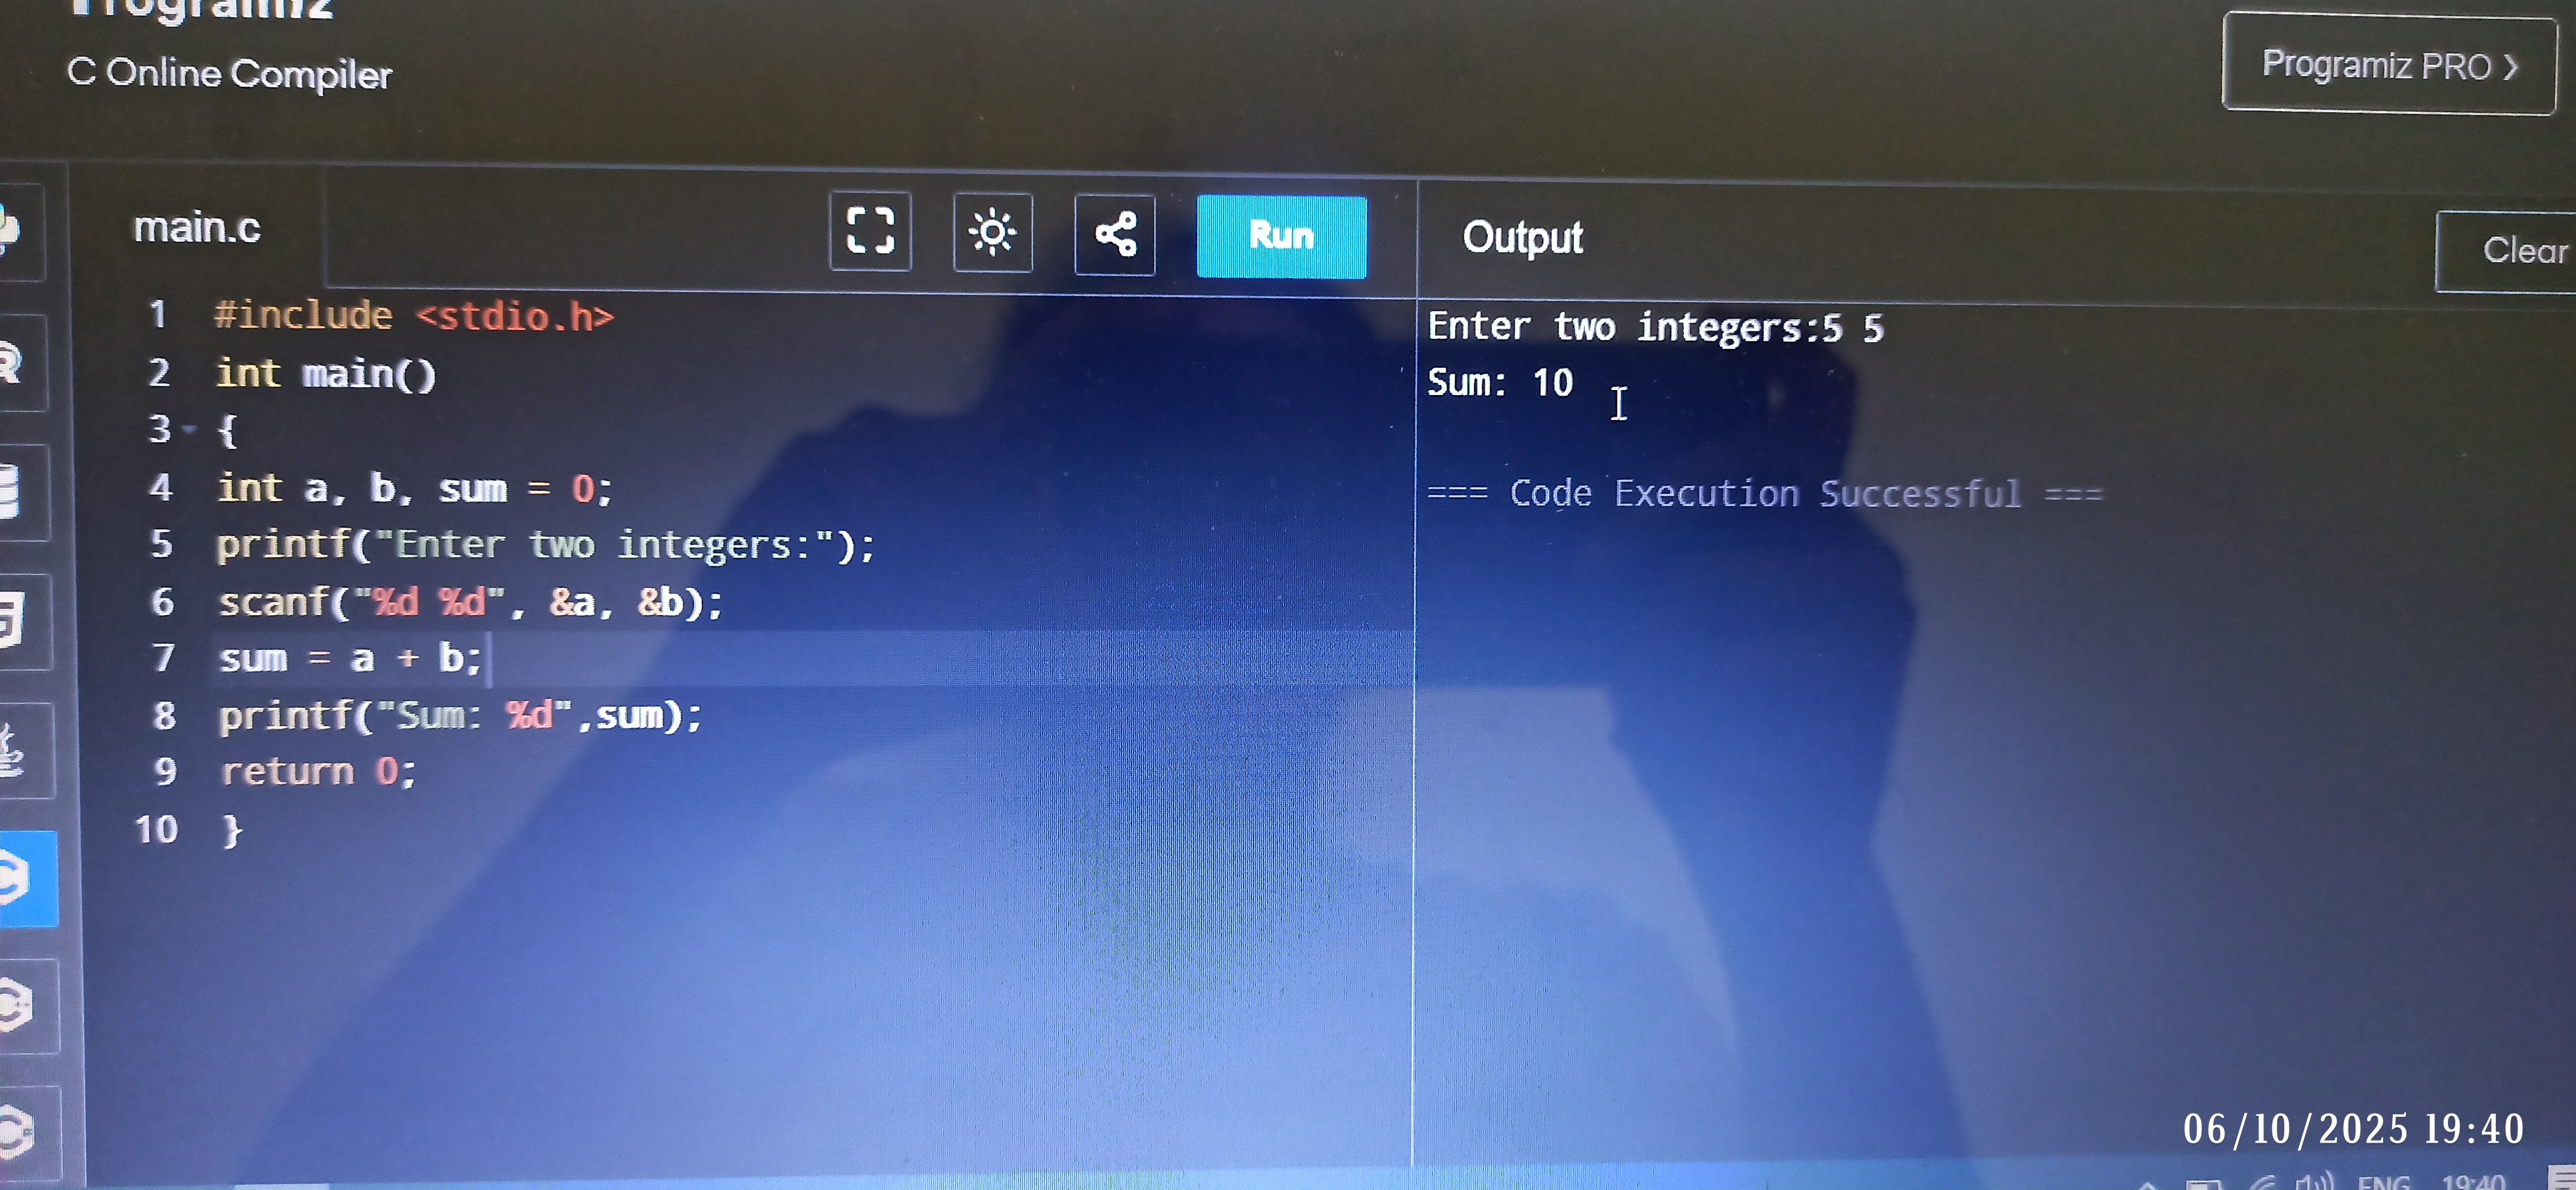 Programiz
C Online Compiler
Programiz PRO >
main.c
Run
Output
Clear
1 #include <stdio.h>
2 int main()
3 {
4 int a, b, sum = 0;
5 printf("Enter two integers:");
6 scanf("%d %d", &a, &b);
7 sum = a + b;
8 printf("Sum: %d",sum);
9 return 0;
10 }
Enter two integers:5 5
Sum: 10
=== Code Execution Successful ===
06/10/2025 19:40
ENG 19:40